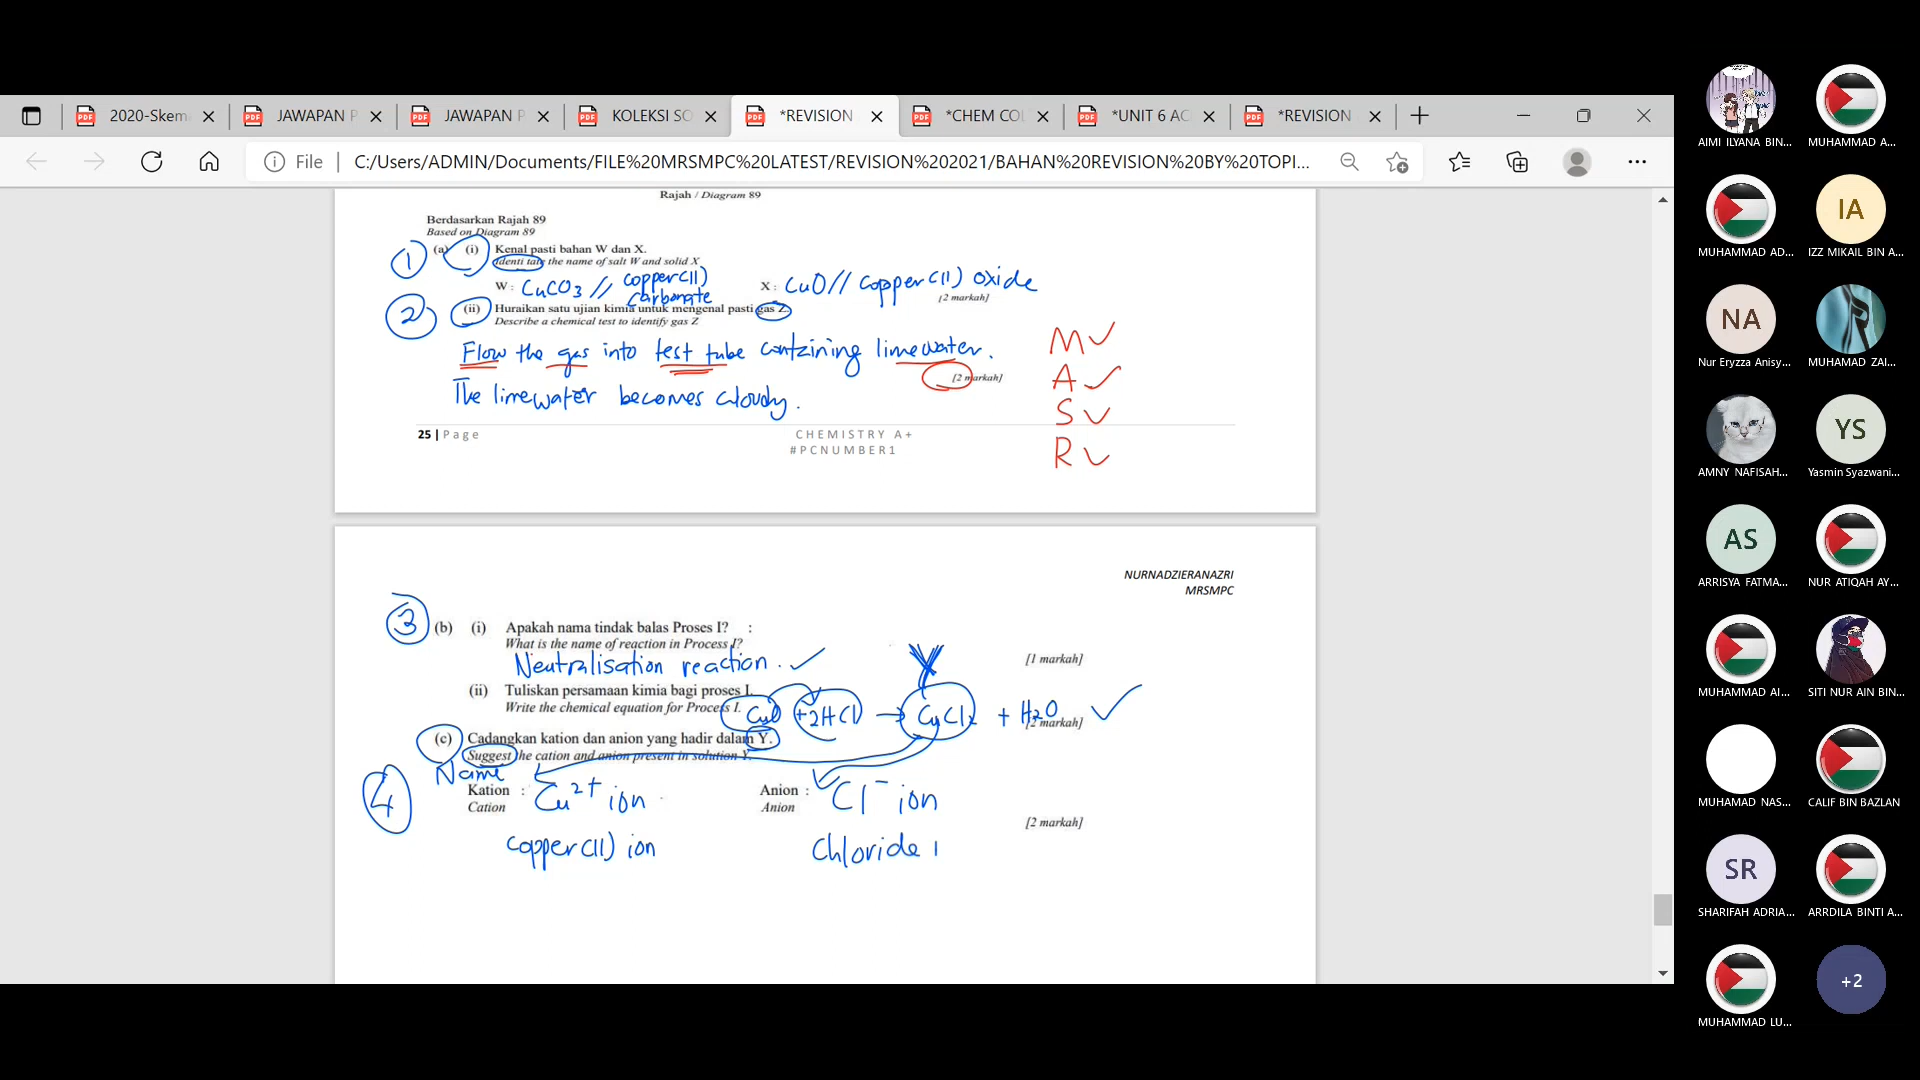 2020-Skem
JAWAPAN P
JAWAPAN P
KOLEKSI SO
*REVISION
*CHEM COL
*UNIT 6 AC
*REVISION
File
C:/Users/ADMIN/Documents/FILE%20MRSMPC%20LATEST/REVISION%202021/BAHAN%20REVISION%20BY%20TOPI...
Rajah / Diagram 89
Berdasarkan Rajah 89
Based on Diagram 89
1 (a) (i) Kenal pasti bahan W dan X.
the name of salt W and solid X
W : CuCO3 // copper(II) carbonate X : CuO // copper(II) oxide
[2 markah]
2 (ii) Huraikan satu ujian kimia untuk mengenal pasti gas Z.
Describe a chemical test to identify gas Z
Flow the gas into test tube containing limewater.
[2 markah]
The limewater becomes cloudy.
M ✓
A ✓
S ✓
R ✓
25 | Page
CHEMISTRY A+
#PCNUMBER1
NURNADZIERANAZRI
MRSMPC
3 (b) (i) Apakah nama tindak balas Proses I? :
What is the name of reaction in Process I?
Neutralisation reaction. ✓
[1 markah]
(ii) Tuliskan persamaan kimia bagi proses I.
Write the chemical equation for Process I.
CuO + 2HCl → CuCl2 + H2O ✓
[2 markah]
Y
(c) Cadangkan kation dan anion yang hadir dalam Y.
Suggest the cation and anion present in solution Y.
Name
4 Kation : Cu2+ ion Anion : Cl- ion
Cation Anion
[2 markah]
copper(II) ion chloride i
AIMI ILYANA BIN...
MUHAMMAD A...
MUHAMMAD AD...
IA
IZZ MIKAIL BIN A...
NA
Nur Eryzza Anisy...
MUHAMAD ZAI...
AMNY NAFISAH...
YS
Yasmin Syazwani...
AS
ARRISYA FATMA...
NUR ATIQAH AY...
MUHAMMAD AI...
SITI NUR AIN BIN...
MUHAMAD NAS...
CALIF BIN BAZLAN
SR
SHARIFAH ADRIA...
ARRDILA BINTI A...
MUHAMMAD LU...
+2